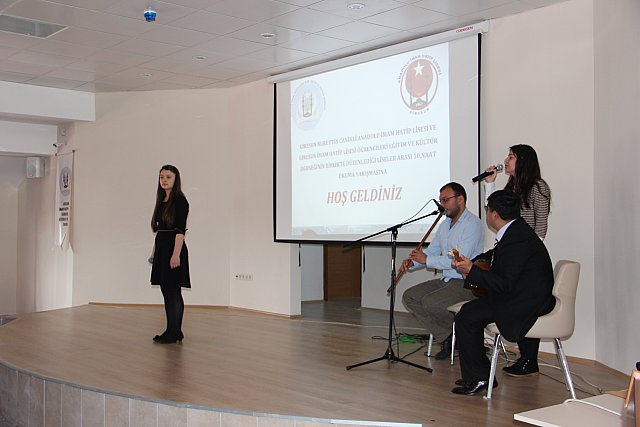 GİRESUN NURETTİN CANİKLİ ANADOLU İMAM HATİP LİSESİ VE
GİRESUN İMAM HATİP LİSESİ ÖĞRENCİLERİ EĞİTİM VE KÜLTÜR
DERNEĞİNİN BİRLİKTE DÜZENLEDİĞİ LİSELER ARASI 10.NAAT
OKUMA YARIŞMASINA
HOŞ GELDİNİZ